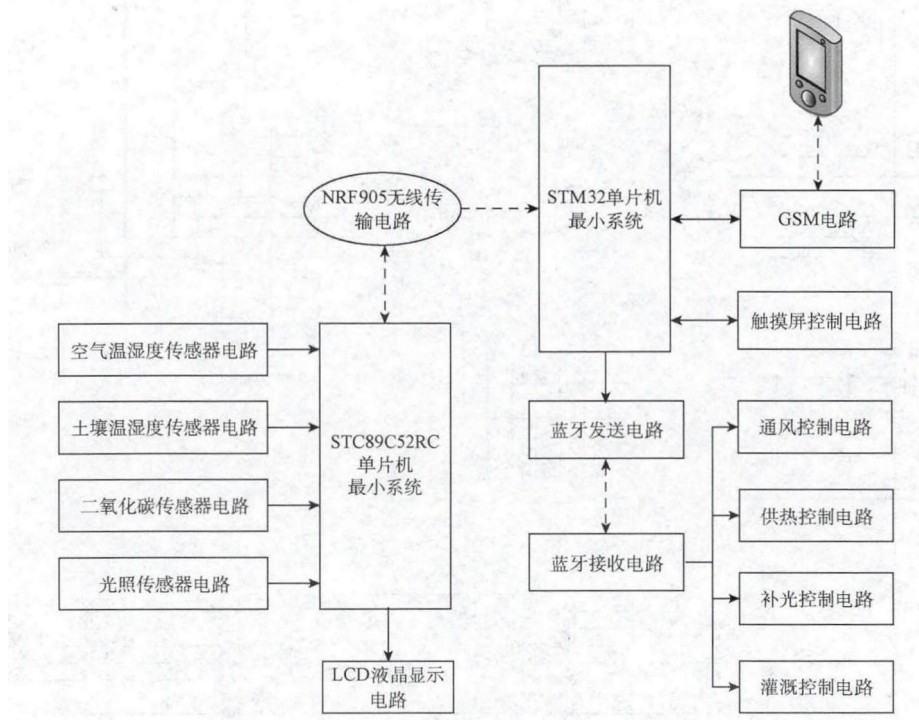 NRF905无线传
输电路
STM32单片机
最小系统
GSM电路
触摸屏控制电路
空气温湿度传感器电路
土壤温湿度传感器电路
二氧化碳传感器电路
光照传感器电路
STC89C52RC
单片机
最小系统
LCD液晶显示
电路
蓝牙发送电路
蓝牙接收电路
通风控制电路
供热控制电路
补光控制电路
灌溉控制电路